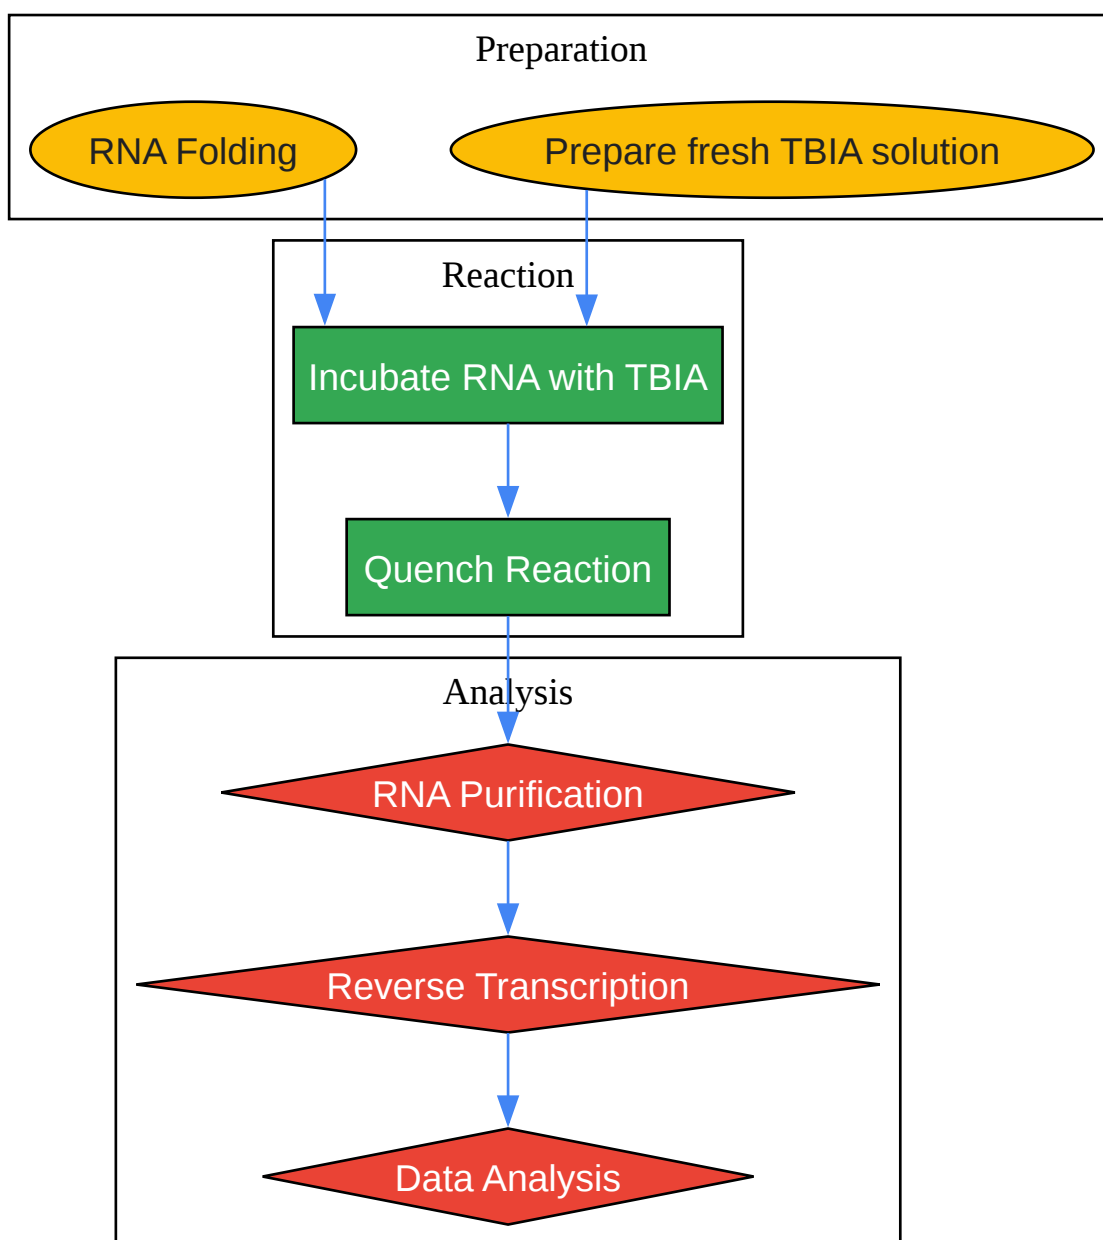 Preparation
RNA Folding
Prepare fresh TBIA solution
Reaction
Incubate RNA with TBIA
Quench Reaction
Analysis
RNA Purification
Reverse Transcription
Data Analysis